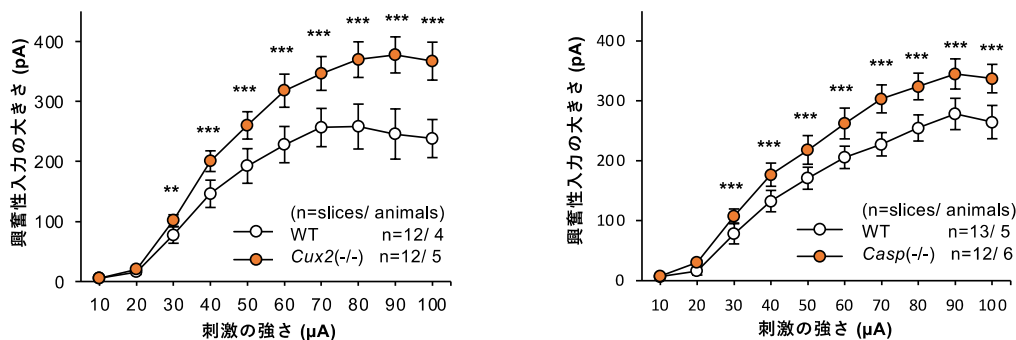 興奮性入力の大きさ (pA)
400
300
200
100
0
** *** *** *** *** *** *** ***
(n=slices/ animals)
WT n=12/ 4
Cux2(-/-) n=12/ 5
10 20 30 40 50 60 70 80 90 100
刺激の強さ (μA)
興奮性入力の大きさ (pA)
400
300
200
100
0
*** *** *** *** *** *** *** ***
(n=slices/ animals)
WT n=13/ 5
Casp(-/-) n=12/ 6
10 20 30 40 50 60 70 80 90 100
刺激の強さ (μA)